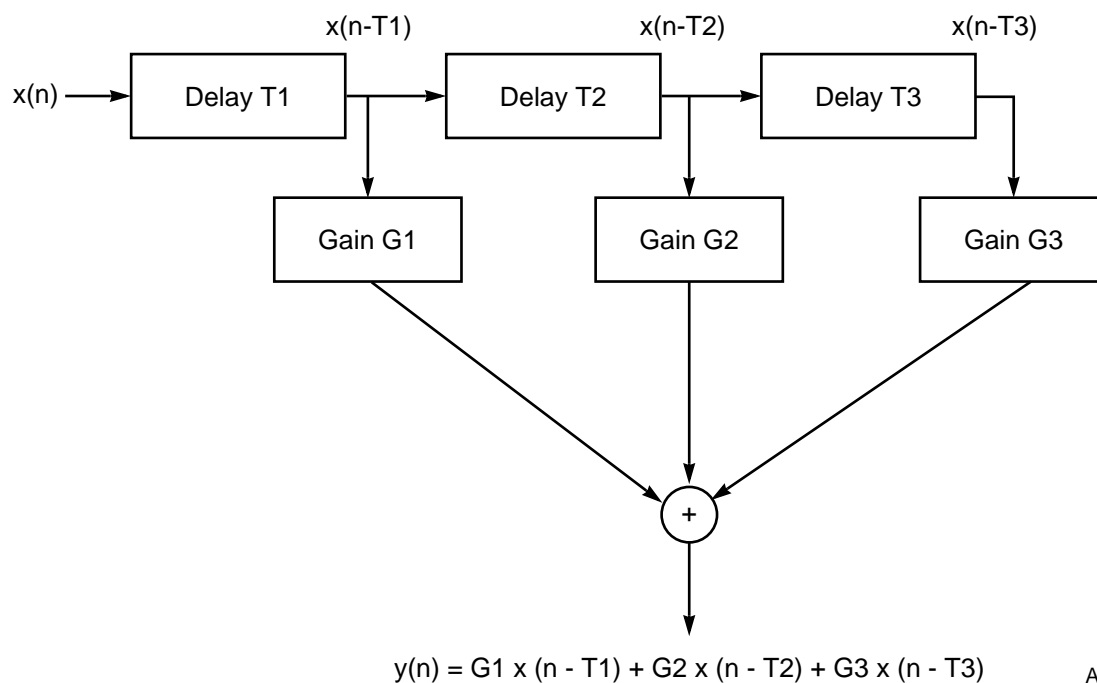 x(n-T1)
x(n-T2)
x(n-T3)
x(n)
Delay T1
Delay T2
Delay T3
Gain G1
Gain G2
Gain G3
+
y(n) = G1 x (n - T1) + G2 x (n - T2) + G3 x (n - T3)
A